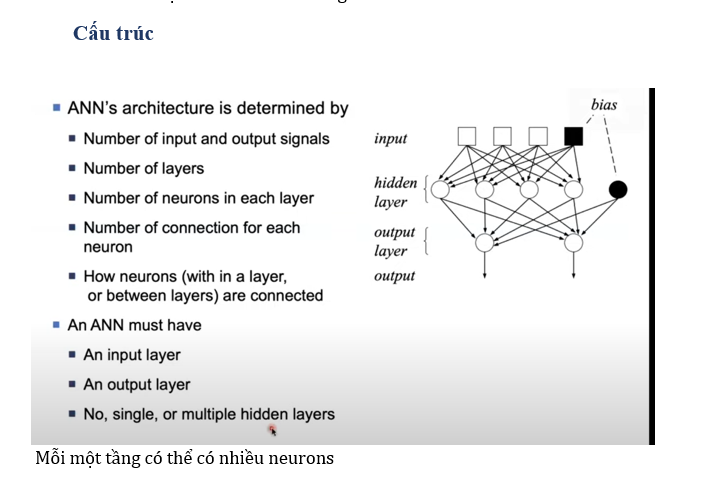 Cấu trúc
ANN's architecture is determined by
Number of input and output signals
Number of layers
Number of neurons in each layer
Number of connection for each
neuron
How neurons (with in a layer,
or between layers) are connected
An ANN must have
An input layer
An output layer
No, single, or multiple hidden layers
bias
input
hidden
layer
output
layer
output
Mỗi một tầng có thể có nhiều neurons